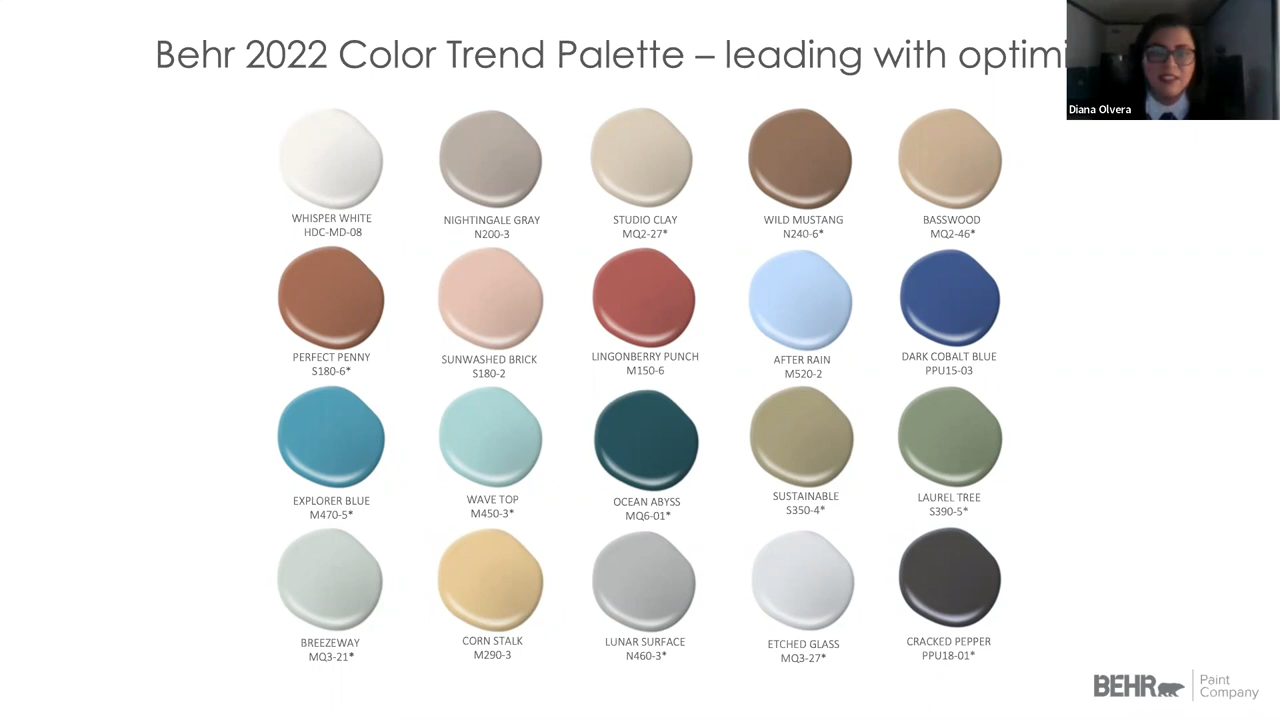 Behr 2022 Color Trend Palette – leading with optimi
Diana Olvera
WHISPER WHITE
HDC-MD-08
NIGHTINGALE GRAY
N200-3
STUDIO CLAY
MQ2-27*
WILD MUSTANG
N240-6*
BASSWOOD
MQ2-46*
PERFECT PENNY
S180-6*
SUNWASHED BRICK
S180-2
LINGONBERRY PUNCH
M150-6
AFTER RAIN
M520-2
DARK COBALT BLUE
PPU15-03
EXPLORER BLUE
M470-5*
WAVE TOP
M450-3*
OCEAN ABYSS
MQ6-01*
SUSTAINABLE
S350-4*
LAUREL TREE
S390-5*
BREEZEWAY
MQ3-21*
CORN STALK
M290-3
LUNAR SURFACE
N460-3*
ETCHED GLASS
MQ3-27*
CRACKED PEPPER
PPU18-01*
BEHR
Paint
Company